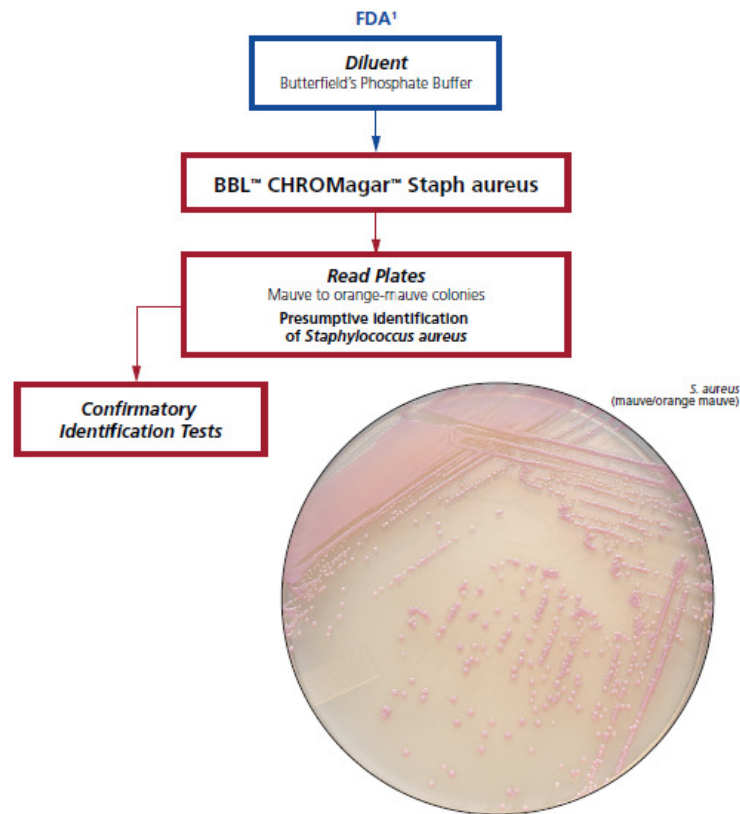 FDA¹
Diluent
Butterfield's Phosphate Buffer
BBL™ CHROMagar™ Staph aureus
Read Plates
Mauve to orange-mauve colonies
Presumptive Identification
of Staphylococcus aureus
Confirmatory
Identification Tests
S. aureus
(mauve/orange mauve)